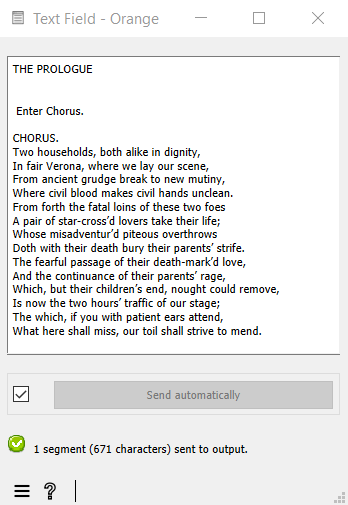 Text Field - Orange
THE PROLOGUE
Enter Chorus.
CHORUS.
Two households, both alike in dignity,
In fair Verona, where we lay our scene,
From ancient grudge break to new mutiny,
Where civil blood makes civil hands unclean.
From forth the fatal loins of these two foes
A pair of star-cross’d lovers take their life;
Whose misadventur’d piteous overthrows
Doth with their death bury their parents’ strife.
The fearful passage of their death-mark’d love,
And the continuance of their parents’ rage,
Which, but their children’s end, nought could remove,
Is now the two hours’ traffic of our stage;
The which, if you with patient ears attend,
What here shall miss, our toil shall strive to mend.
Send automatically
1 segment (671 characters) sent to output.